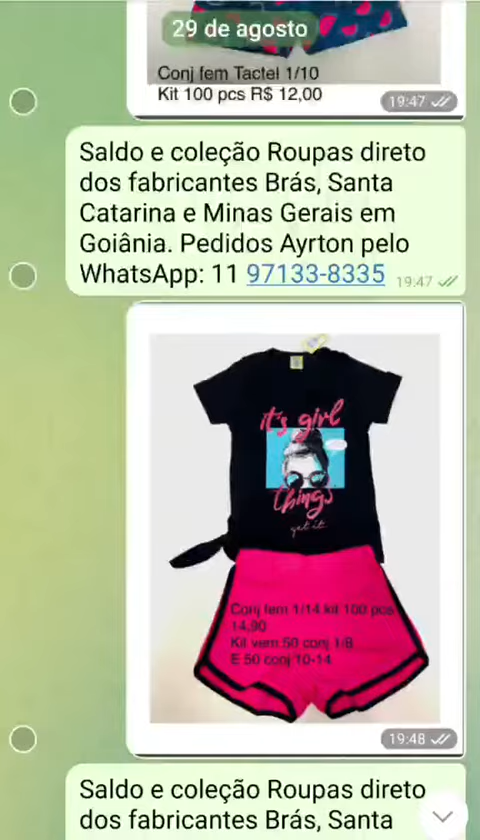 29 de agosto
Conj fem Tactel 1/10
Kit 100 pcs R$ 12,00
19:47
Saldo e coleção Roupas direto
dos fabricantes Brás, Santa
Catarina e Minas Gerais em
Goiânia. Pedidos Ayrton pelo
WhatsApp: 11 97133-8335
19:47
it's girl
things
get it
Conj fem 1/14 kit 100 pcs
14,90
Kit vem 50 conj 1/8
E 50 conj 10-14
19:48
Saldo e coleção Roupas direto
dos fabricantes Brás, Santa